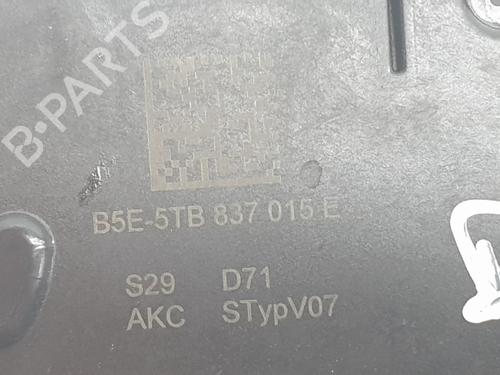 B-PARTS
B5E-5TB 837 015 E
S29 D71
AKC STypV07